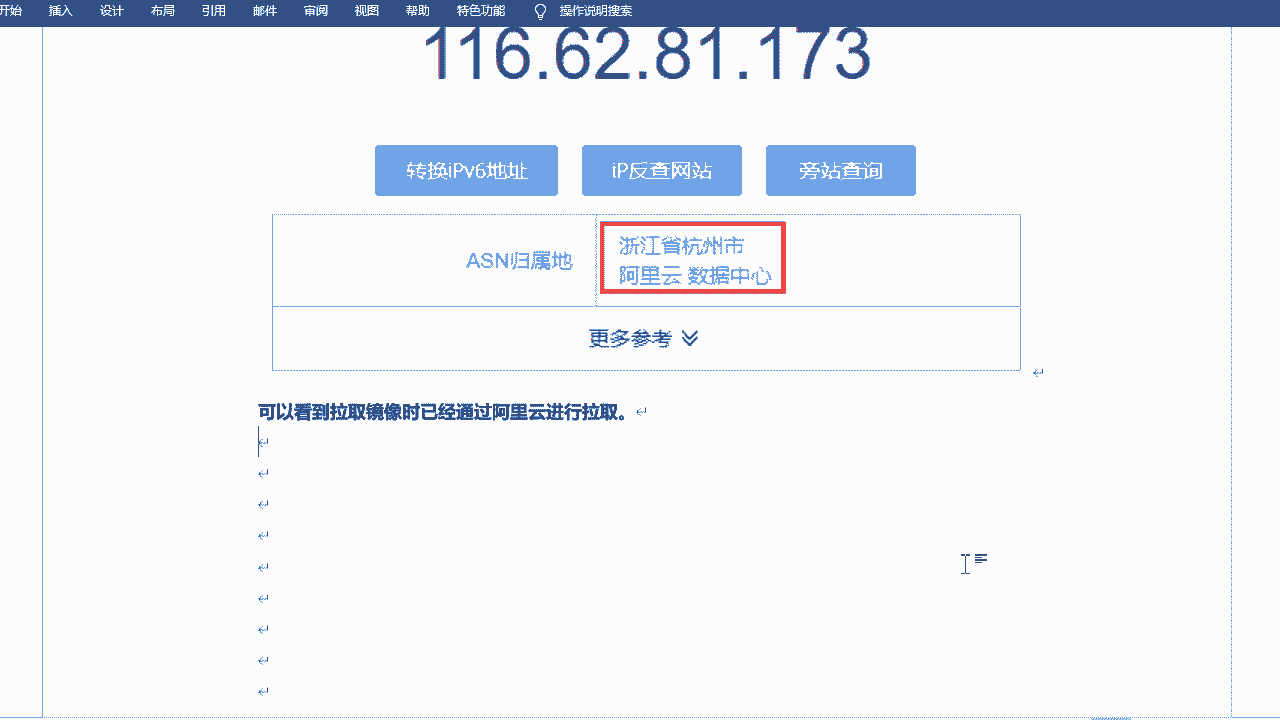 开始 插入 设计 布局 引用 邮件 审阅 视图 帮助 特色功能 操作说明搜索
116.62.81.173
转换iPv6地址 iP反查网站 旁站查询
ASN归属地
浙江省杭州市
阿里云 数据中心
更多参考
可以看到拉取镜像时已经通过阿里云进行拉取。